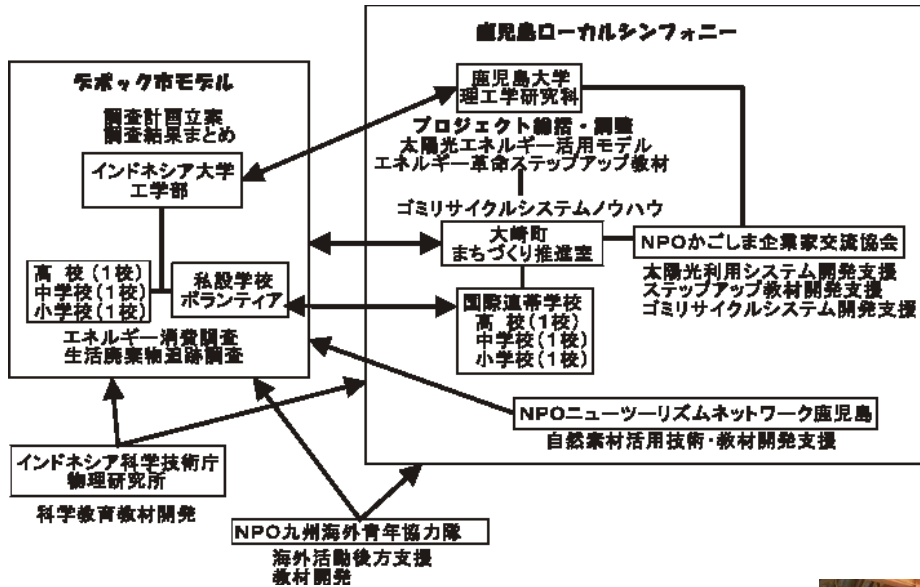 鹿児島ローカルシンフォニー
デポック市モデル
調査計画立案
調査結果まとめ
インドネシア大学
工学部
高 校(1校)
中学校(1校)
小学校(1校)
私設学校
ボランティア
エネルギー消費調査
生活廃棄物追跡調査
鹿児島大学
理工学研究科
プロジェクト総括・調整
太陽光エネルギー活用モデル
エネルギー革命ステップアップ教材
ゴミリサイクルシステムノウハウ
大崎町
まちづくり推進室
NPOかごしま企業家交流協会
太陽光利用システム開発支援
ステップアップ教材開発支援
ゴミリサイクルシステム開発支援
国際連帯学校
高 校(1校)
中学校(1校)
小学校(1校)
NPOニューツーリズムネットワーク鹿児島
自然素材活用技術・教材開発支援
インドネシア科学技術庁
物理研究所
科学教育教材開発
NPO九州海外青年協力隊
海外活動後方支援
教材開発